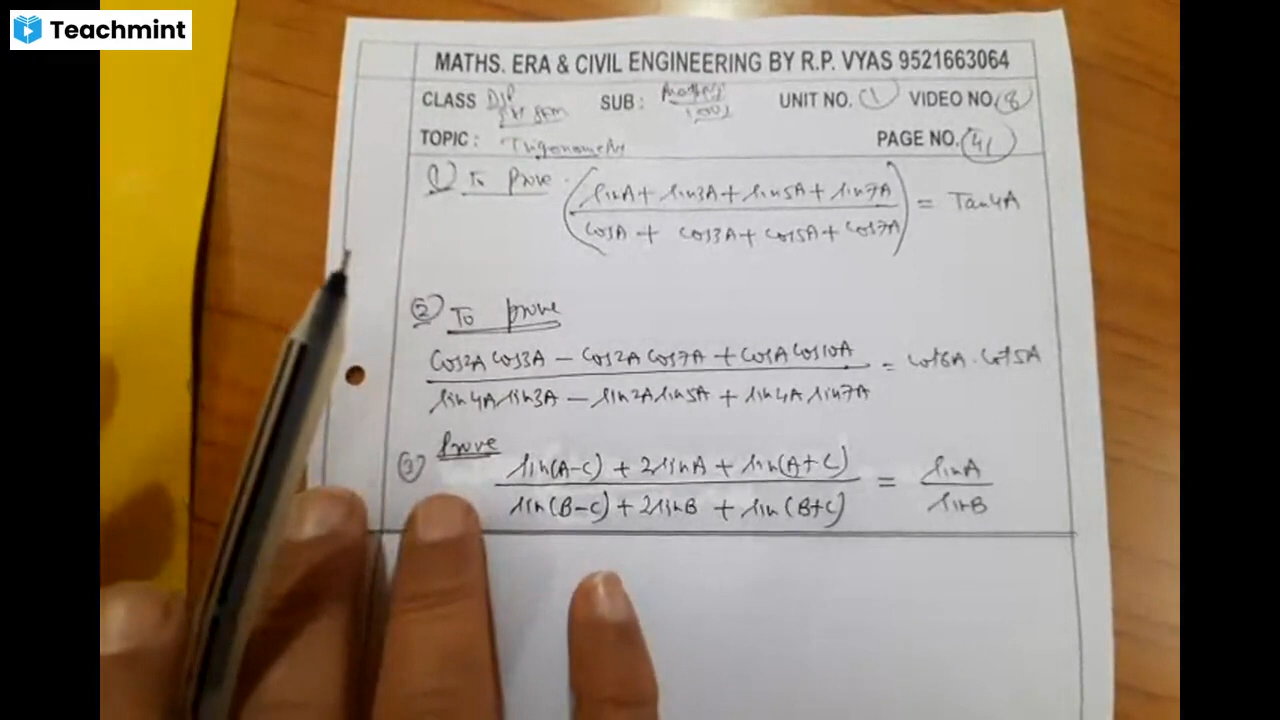 Teachmint
MATHS. ERA & CIVIL ENGINEERING BY R.P. VYAS 9521663064
CLASS SUB : UNIT NO. 1 VIDEO NO. 8
TOPIC : Trigonometry PAGE NO. 41
(1) To Prove. (sinA + sin3A + sin5A + sin7A
cosA + cos3A + cos5A + cos7A) = Tan4A
(2) To prove
cos2A cos3A - cos2A cos7A + cosA cos10A
sin4A sin3A - sin2A sin5A + sin4A sin7A = cot6A . cot5A
(3) Prove
sin(A-C) + 2sinA + sin(A+C)
sin(B-C) + 2sinB + sin(B+C) = sinA
sinB